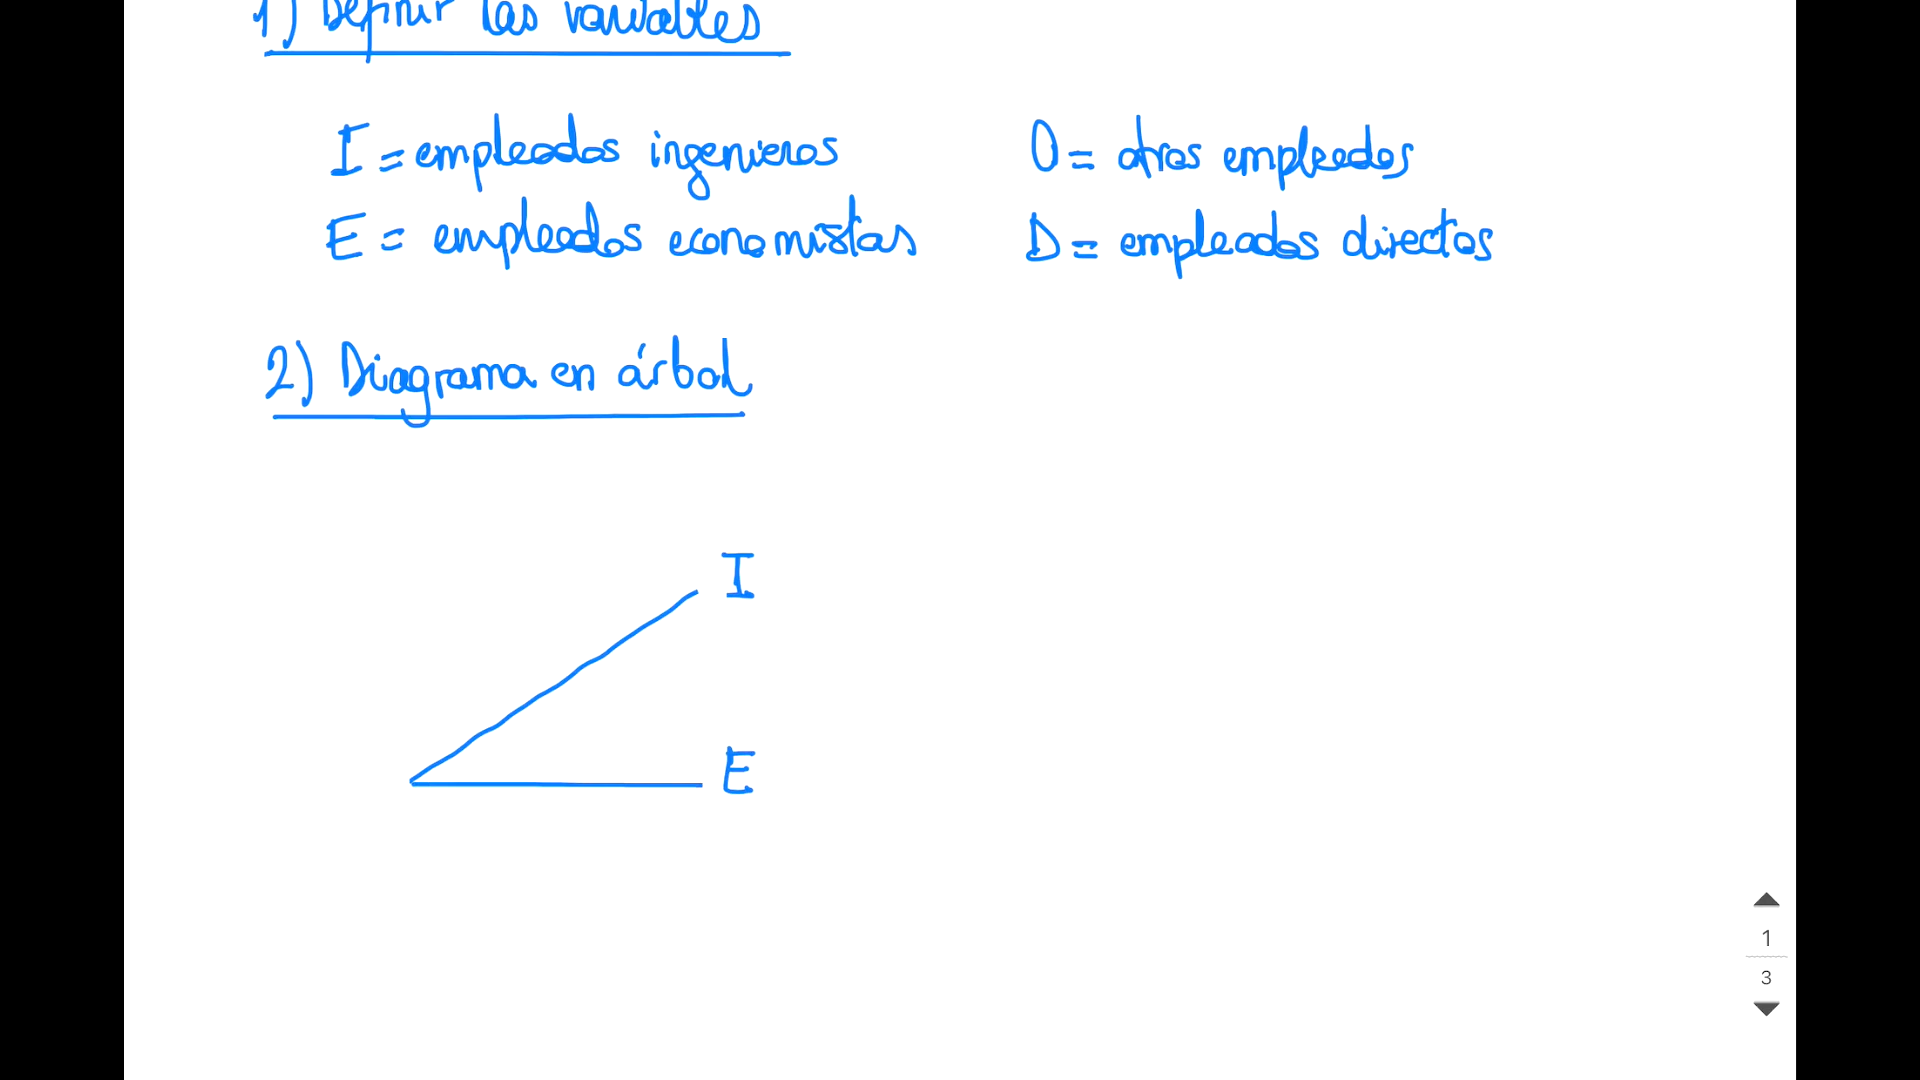 1) Definir las variables
I = empleados ingenieros
E = empleados economistas
O = otros empleados
D = empleados directos
2) Diagrama en árbol
I
E
1
3